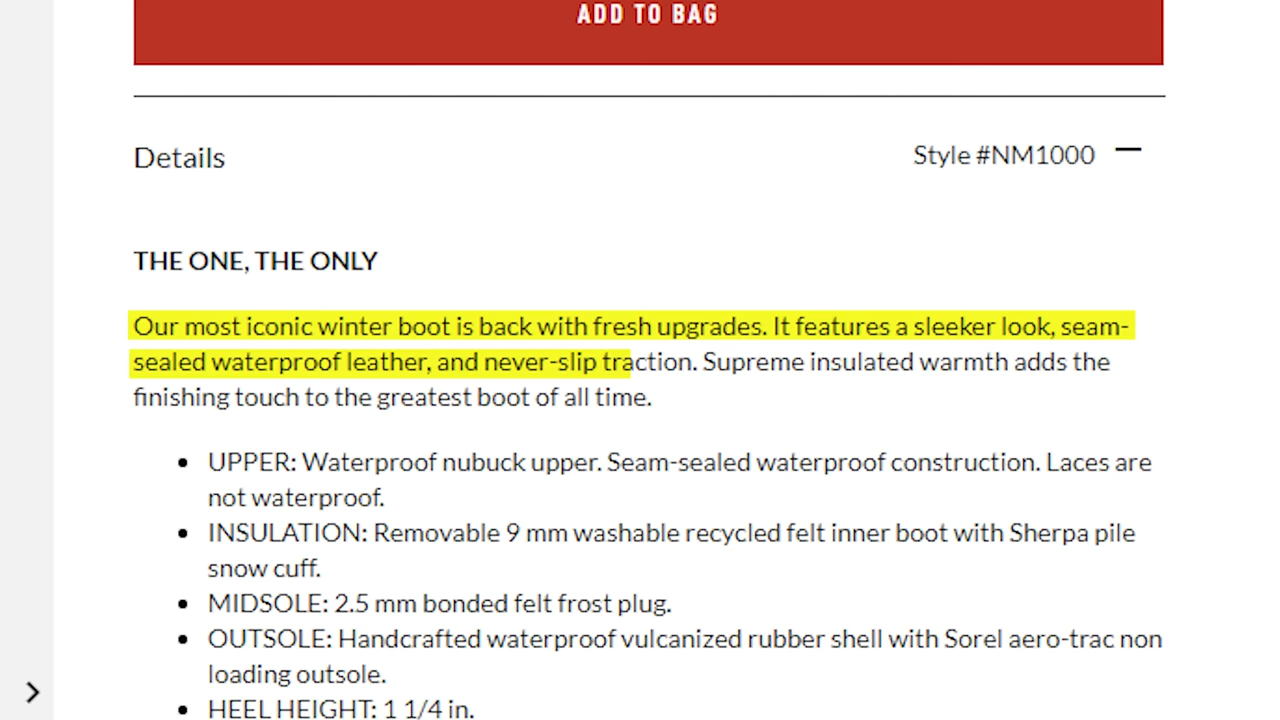 ADD TO BAG
Details
Style #NM1000
THE ONE, THE ONLY
Our most iconic winter boot is back with fresh upgrades. It features a sleeker look, seam-
sealed waterproof leather, and never-slip traction. Supreme insulated warmth adds the
finishing touch to the greatest boot of all time.
• UPPER: Waterproof nubuck upper. Seam-sealed waterproof construction. Laces are
not waterproof.
• INSULATION: Removable 9 mm washable recycled felt inner boot with Sherpa pile
snow cuff.
• MIDSOLE: 2.5 mm bonded felt frost plug.
• OUTSOLE: Handcrafted waterproof vulcanized rubber shell with Sorel aero-trac non
loading outsole.
• HEEL HEIGHT: 1 1/4 in.